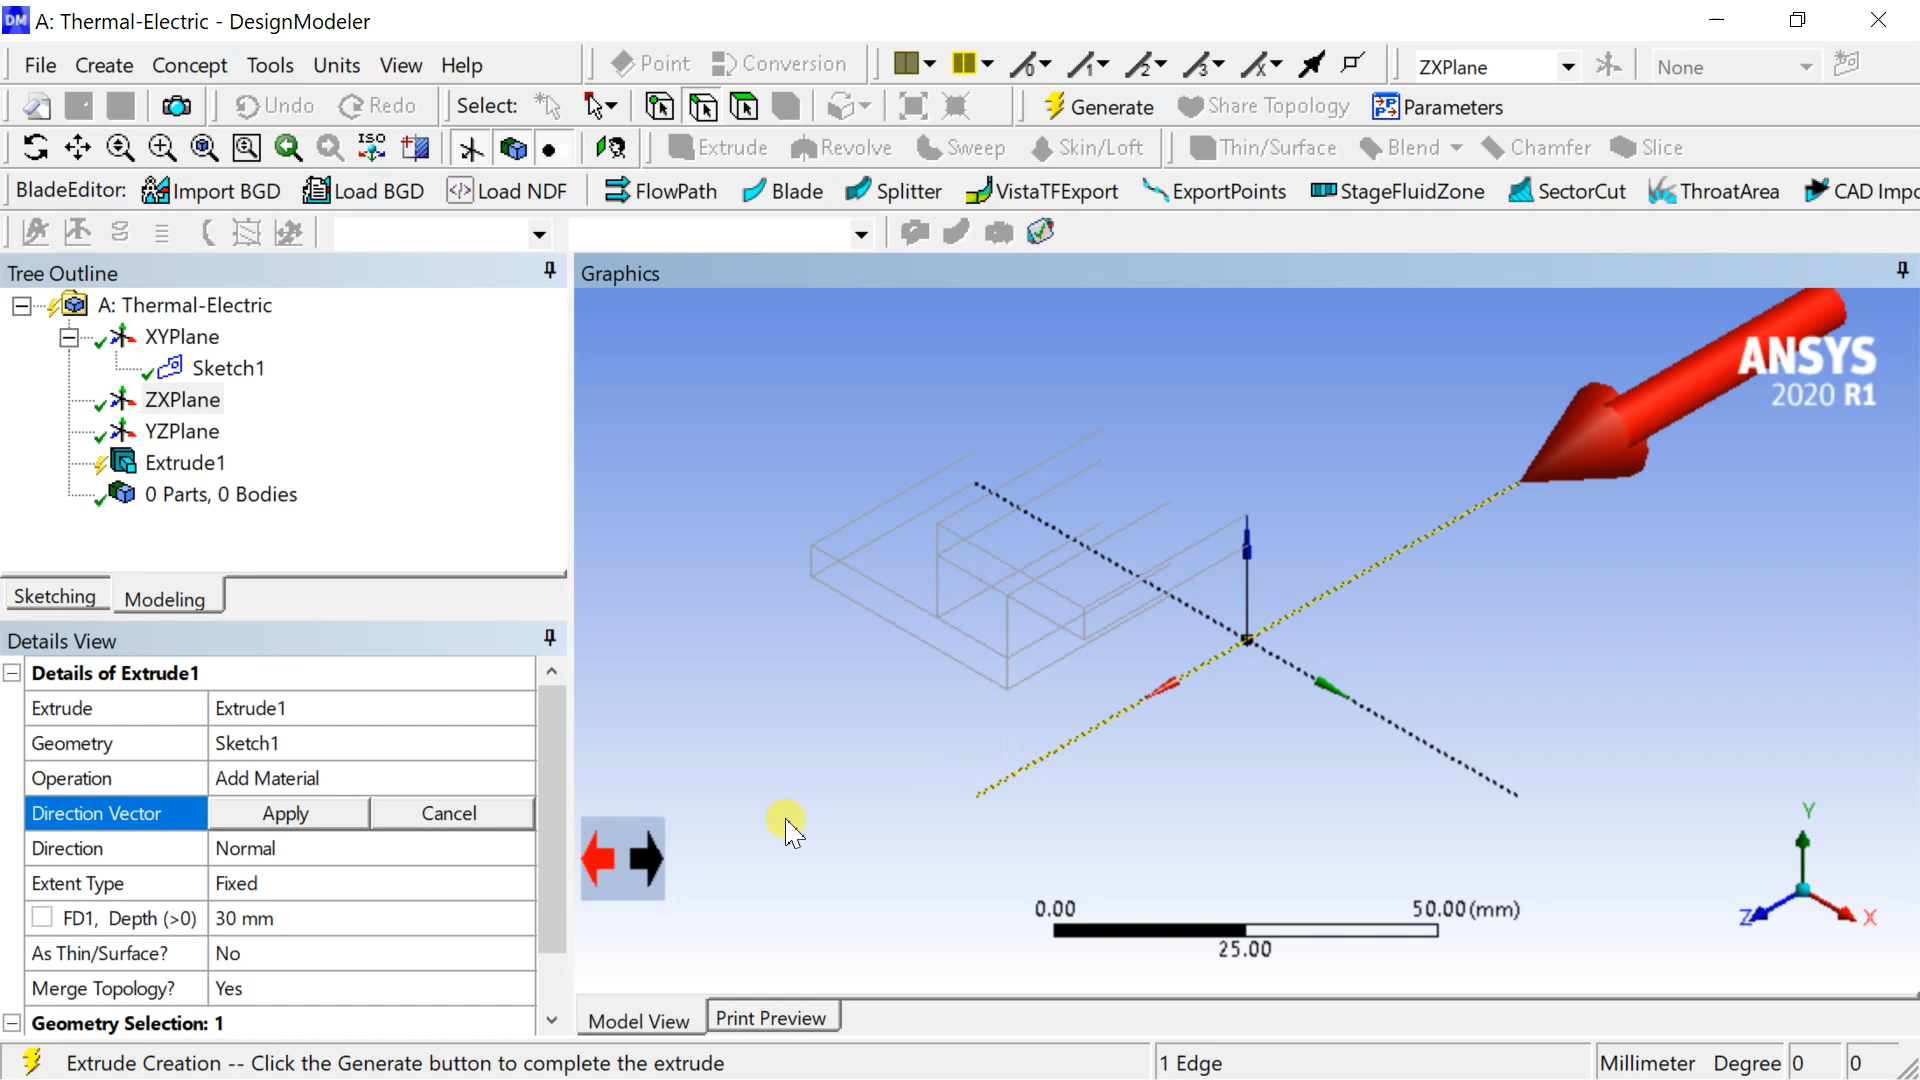 A: Thermal-Electric - DesignModeler
File Create Concept Tools Units View Help
Point Conversion
ZXPlane None
Undo Redo Select: Generate Share Topology Parameters
ISO
Extrude Revolve Sweep Skin/Loft Thin/Surface Blend Chamfer Slice
BladeEditor: Import BGD Load BGD Load NDF FlowPath Blade Splitter VistaTFExport ExportPoints StageFluidZone SectorCut ThroatArea CAD Impo
Tree Outline
A: Thermal-Electric
XYPlane
Sketch1
ZXPlane
YZPlane
Extrude1
0 Parts, 0 Bodies
Sketching Modeling
Details View
Details of Extrude1
Extrude Extrude1
Geometry Sketch1
Operation Add Material
Direction Vector Apply Cancel
Direction Normal
Extent Type Fixed
FD1, Depth (>0) 30 mm
As Thin/Surface? No
Merge Topology? Yes
Geometry Selection: 1
Graphics
ANSYS
2020 R1
0.00 50.00(mm)
25.00
Y
Z X
Model View Print Preview
Extrude Creation -- Click the Generate button to complete the extrude 1 Edge Millimeter Degree 0 0